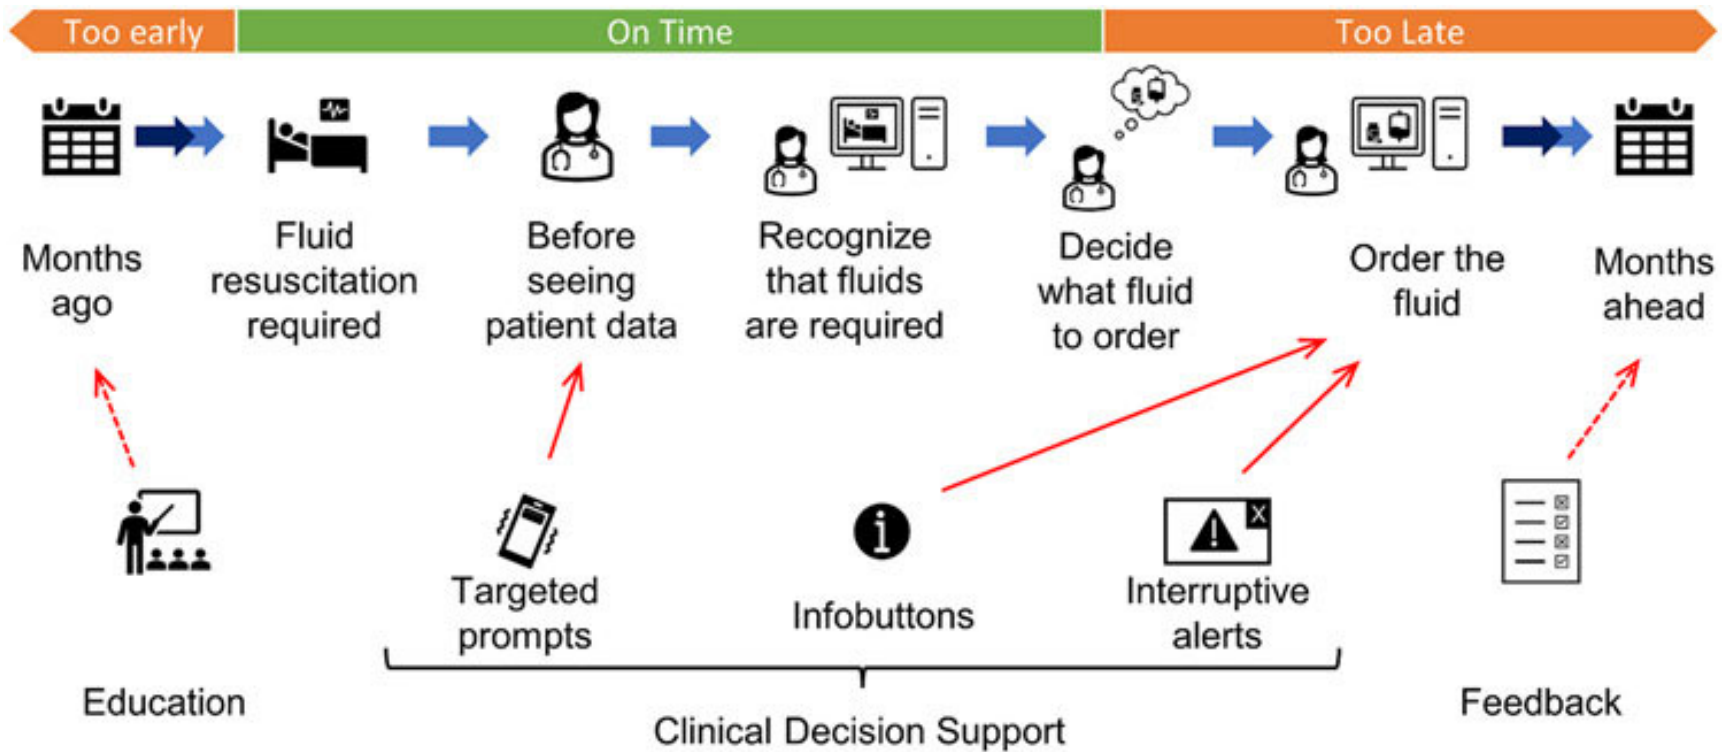 Too early
On Time
Too Late
Months
ago
Fluid
resuscitation
required
Before
seeing
patient data
Recognize
that fluids
are required
Decide
what fluid
to order
Order the
fluid
Months
ahead
Targeted
prompts
Infobuttons
Interruptive
alerts
X
Education
Clinical Decision Support
Feedback